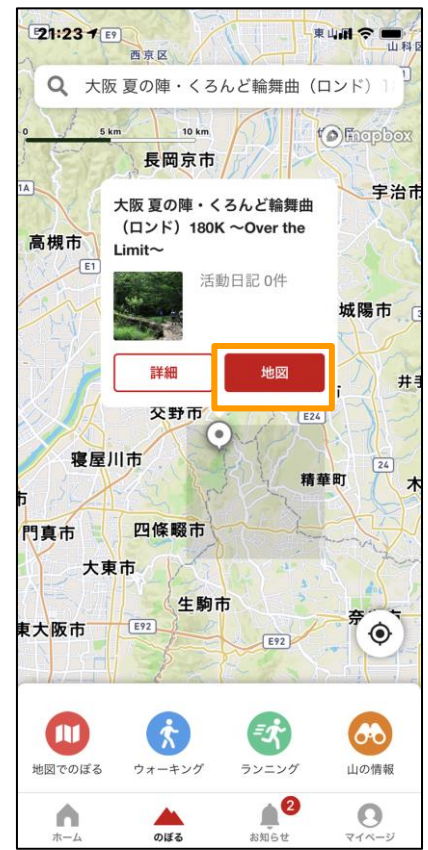 21:23
E9
東山
西京区
山科区
大阪 夏の陣・くろんど輪舞曲（ロンド）1
0 5 km 10 km
mapbox
長岡京市
1A
宇治市
大阪 夏の陣・くろんど輪舞曲
（ロンド）180K 〜Over the
Limit〜
高槻市
E1
活動日記 0件
城陽市
詳細
地図
井手
交野市
E24
寝屋川市
24
精華町
木
市
門真市
四條畷市
大東市
生駒市
東大阪市
E92
E92
奈
地図でのぼる
ウォーキング
ランニング
山の情報
2
ホーム
のぼる
お知らせ
マイページ